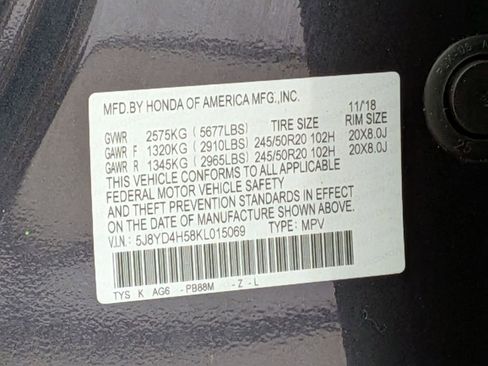 MFD.BY HONDA OF AMERICA MFG.,INC. 11/18
GVWR 2575KG (5677LBS) TIRE SIZE RIM SIZE
GAWR F 1320KG (2910LBS) 245/50R20 102H 20X8.0J
GAWR R 1345KG (2965LBS) 245/50R20 102H 20X8.0J
THIS VEHICLE CONFORMS TO ALL APPLICABLE
FEDERAL MOTOR VEHICLE SAFETY
AND THEFT PREVENTION STANDARDS IN EFFECT
ON THE DATE OF MANUFACTURE SHOWN ABOVE.
V.I.N: 5J8YD4H58KL015069 TYPE: MPV
TYS K AG6 -PB88M -Z -L
25